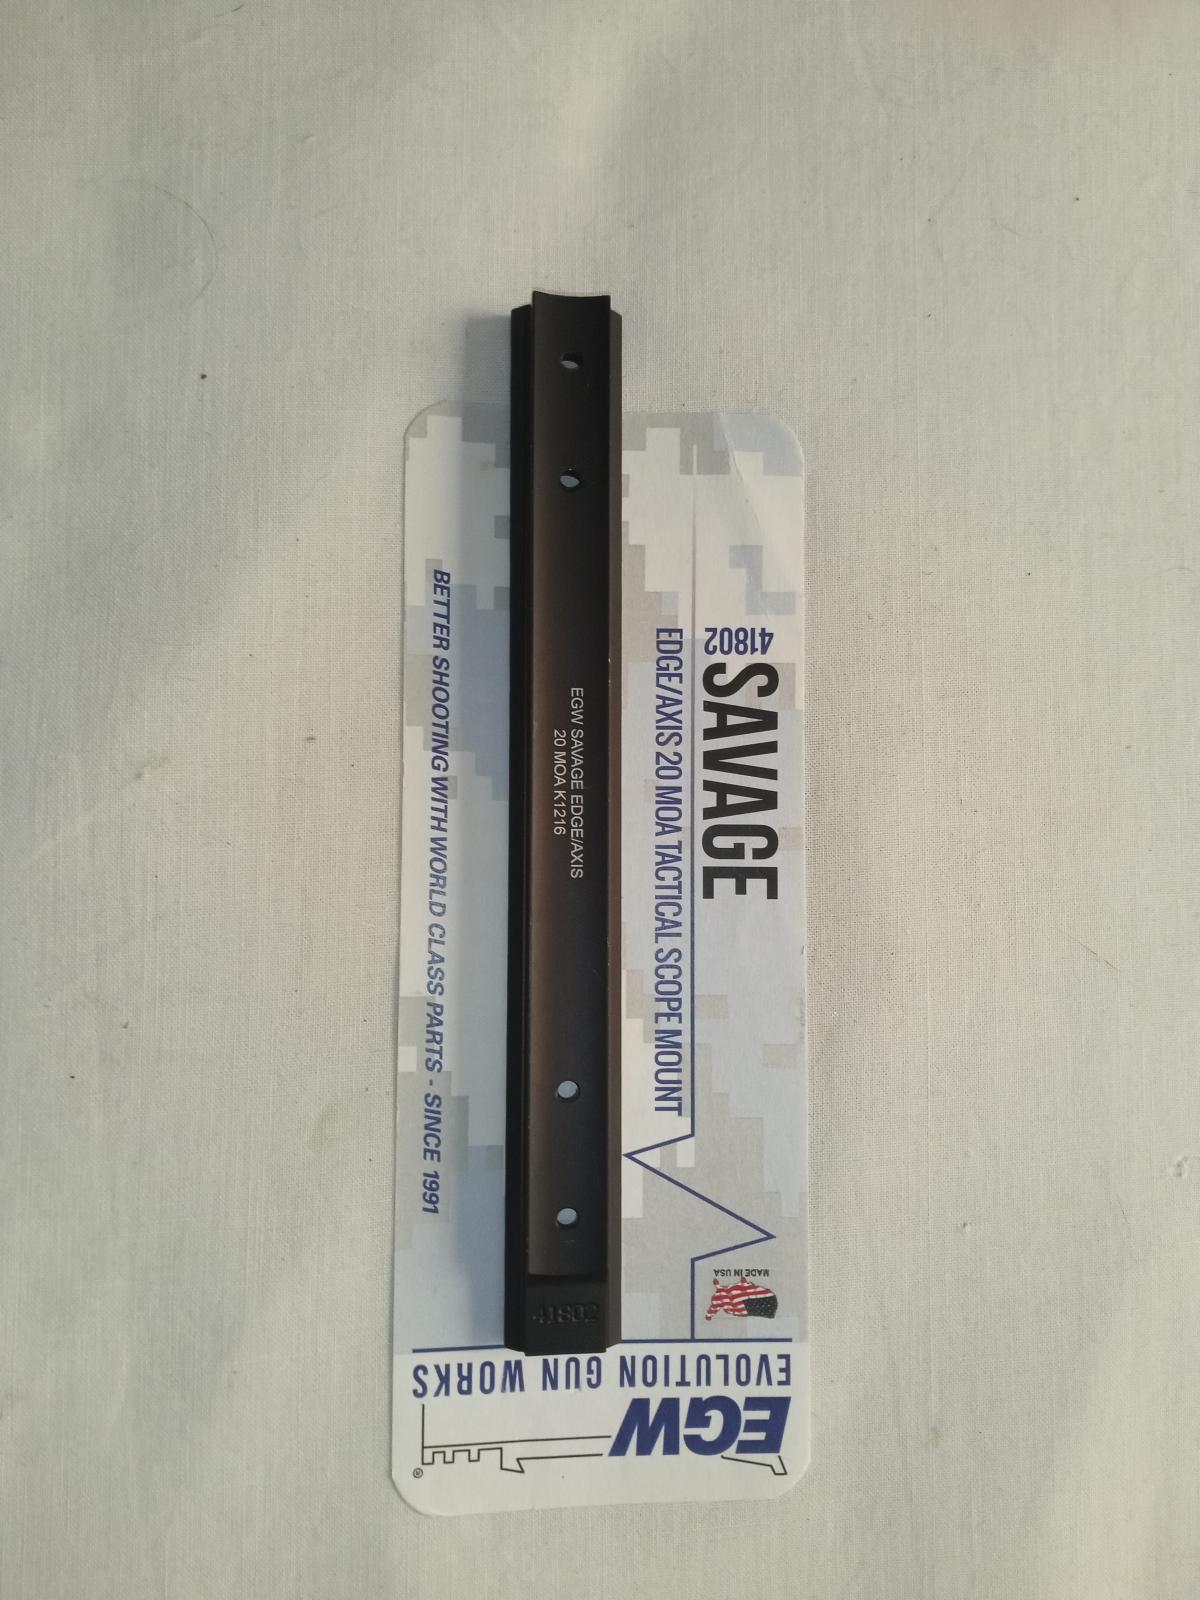 EGW
®
EVOLUTION GUN WORKS
MADE IN USA
SAVAGE
41802
EDGE/AXIS 20 MOA TACTICAL SCOPE MOUNT
EGW SAVAGE EDGE/AXIS
20 MOA K1216
41802
BETTER SHOOTING WITH WORLD CLASS PARTS - SINCE 1991